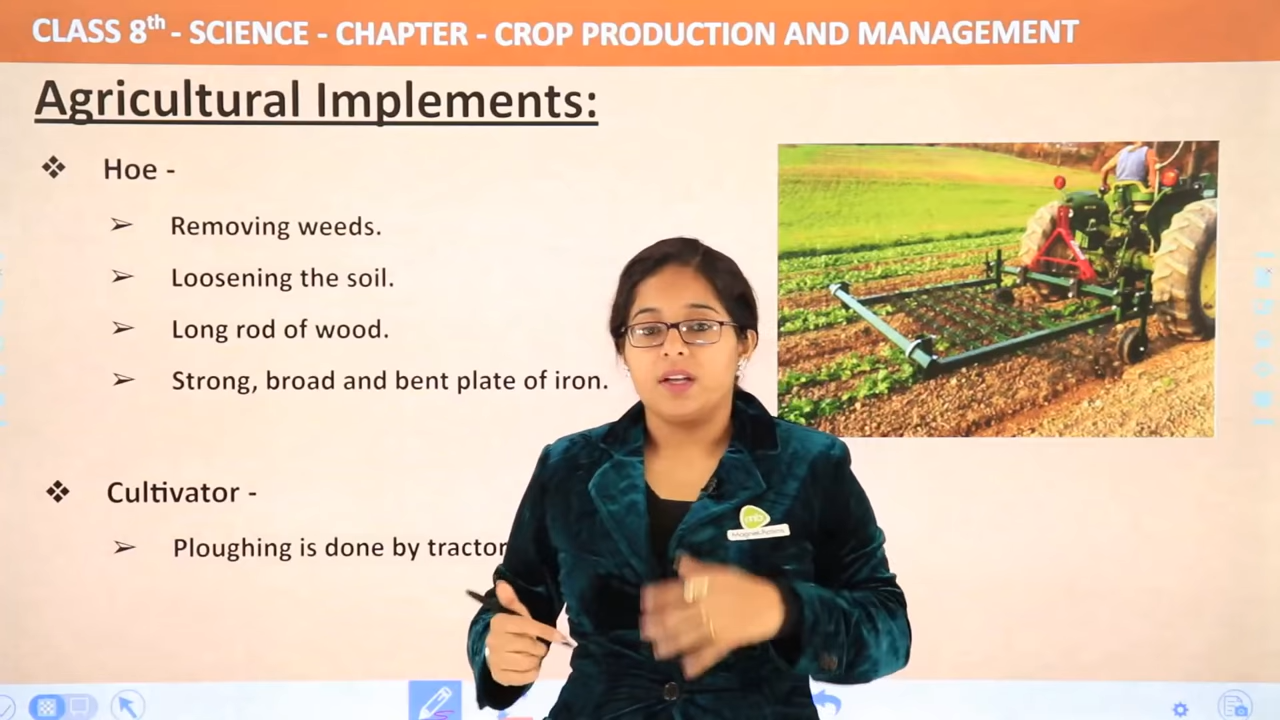 CLASS 8th - SCIENCE - CHAPTER - CROP PRODUCTION AND MANAGEMENT
Agricultural Implements:
❖ Hoe -
➢ Removing weeds.
➢ Loosening the soil.
➢ Long rod of wood.
➢ Strong, broad and bent plate of iron.
❖ Cultivator -
➢ Ploughing is done by tractor
mb